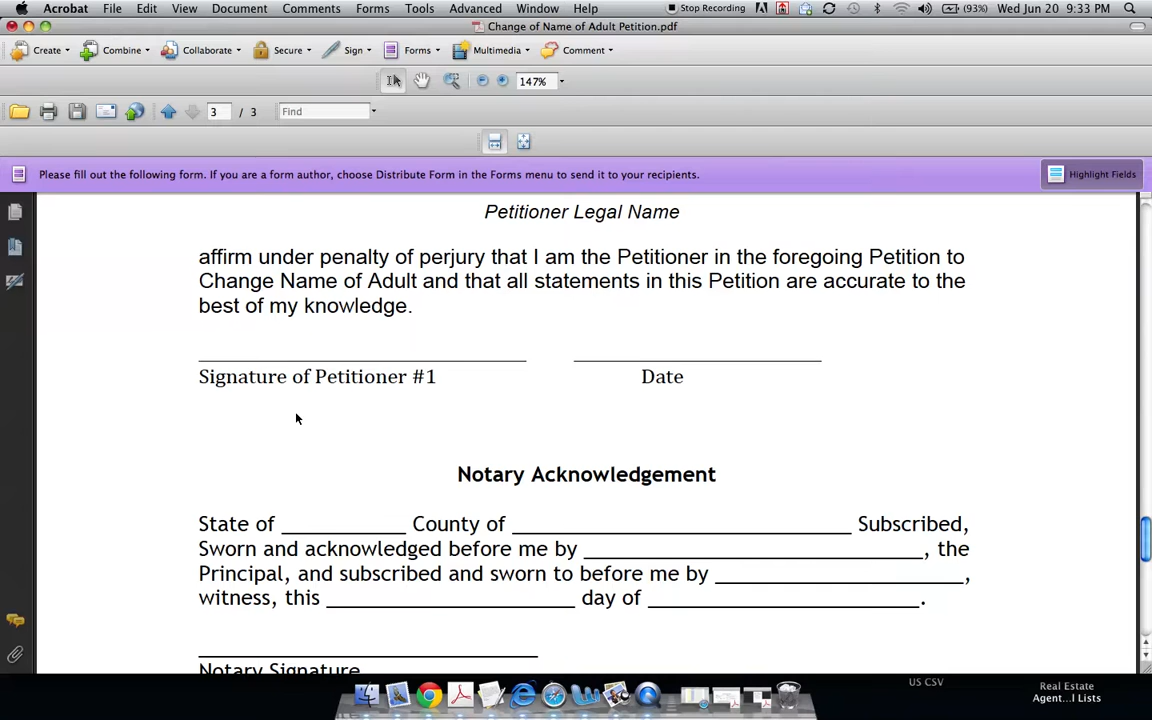 Acrobat File Edit View Document Comments Forms Tools Advanced Window Help Stop Recording (93%) Wed Jun 20 9:33 PM
Change of Name of Adult Petition.pdf
Create Combine Collaborate Secure Sign Forms Multimedia Comment
147%
3 / 3 Find
Please fill out the following form. If you are a form author, choose Distribute Form in the Forms menu to send it to your recipients. Highlight Fields
Petitioner Legal Name
affirm under penalty of perjury that I am the Petitioner in the foregoing Petition to
Change Name of Adult and that all statements in this Petition are accurate to the
best of my knowledge.
Signature of Petitioner #1 Date
Notary Acknowledgement
State of __________ County of ___________________________ Subscribed,
Sworn and acknowledged before me by ___________________________, the
Principal, and subscribed and sworn to before me by ____________________,
witness, this ____________________ day of ______________________.
Notary Signature
US CSV
Real Estate
Agent...l Lists